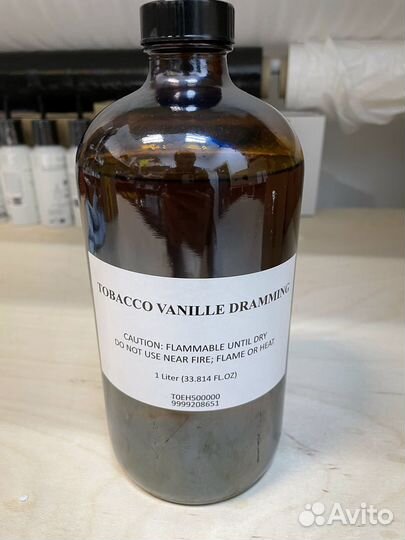 TOBACCO VANILLE DRAMMING
CAUTION: FLAMMABLE UNTIL DRY
DO NOT USE NEAR FIRE; FLAME OR HEAT
1 Liter (33.814 FL.OZ)
T0EH500000
9999208651
Avito